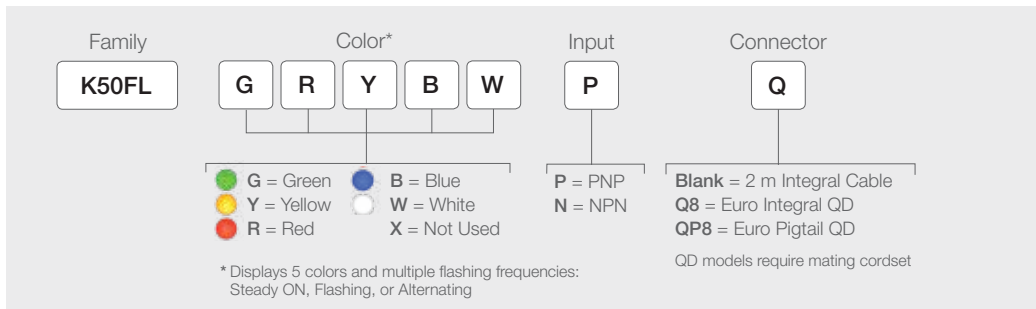 Family Color* Input Connector
K50FL G R Y B W P Q
G = Green B = Blue
Y = Yellow W = White
R = Red X = Not Used
P = PNP
N = NPN
Blank = 2 m Integral Cable
Q8 = Euro Integral QD
QP8 = Euro Pigtail QD
QD models require mating cordset
* Displays 5 colors and multiple flashing frequencies:
Steady ON, Flashing, or Alternating